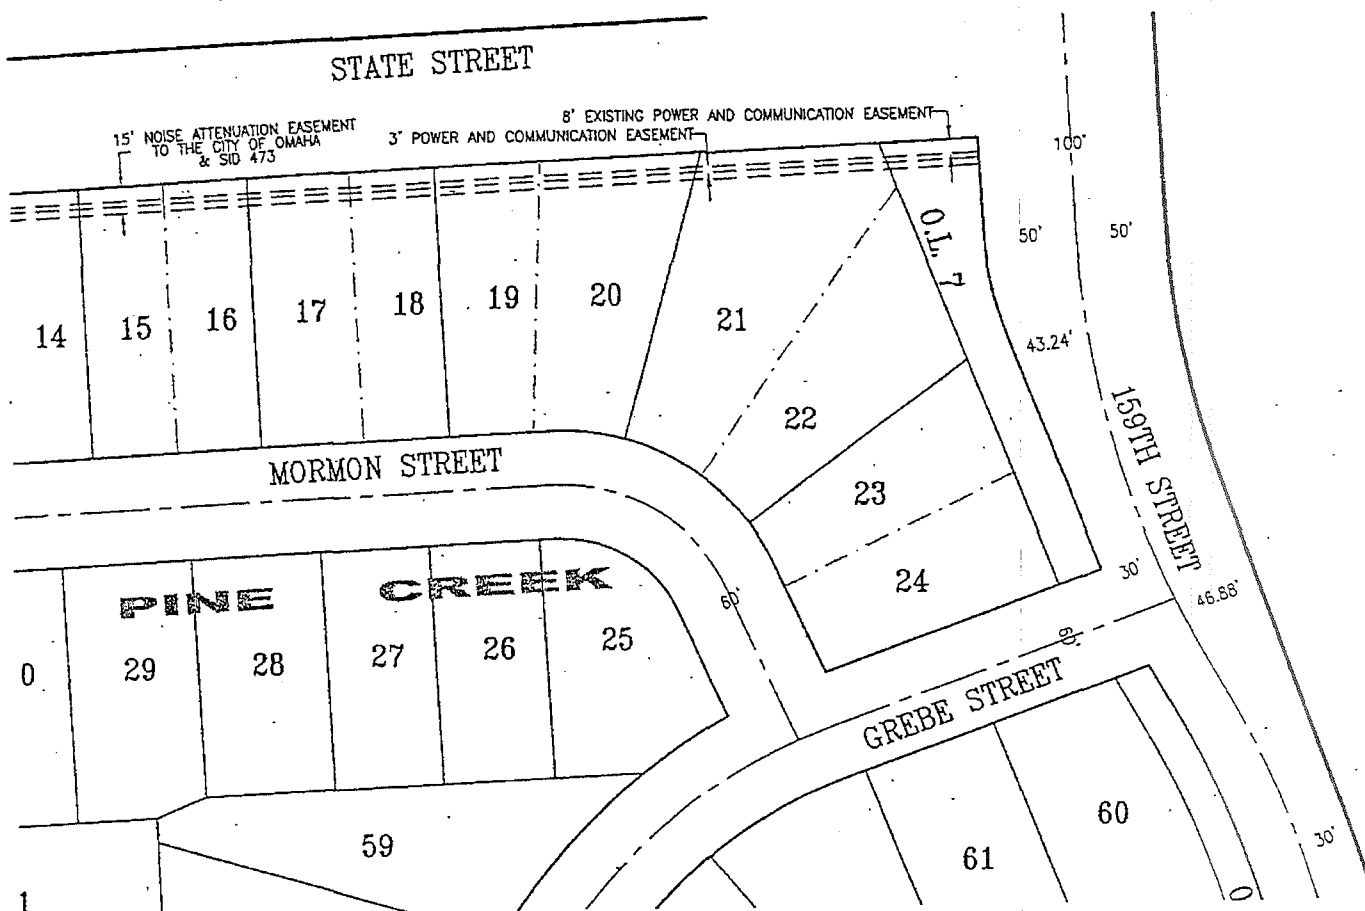 STATE STREET
15' NOISE ATTENUATION EASEMENT
TO THE CITY OF OMAHA
& SID 473
3' POWER AND COMMUNICATION EASEMENT
8' EXISTING POWER AND COMMUNICATION EASEMENT
100'
50'
50'
O.L. 7
14
15
16
17
18
19
20
21
43.24'
22
159TH STREET
MORMON STREET
23
24
30'
46.88'
PINE CREEK
60'
60'
0
29
28
27
26
25
GREBE STREET
59
61
60
30'
1
0